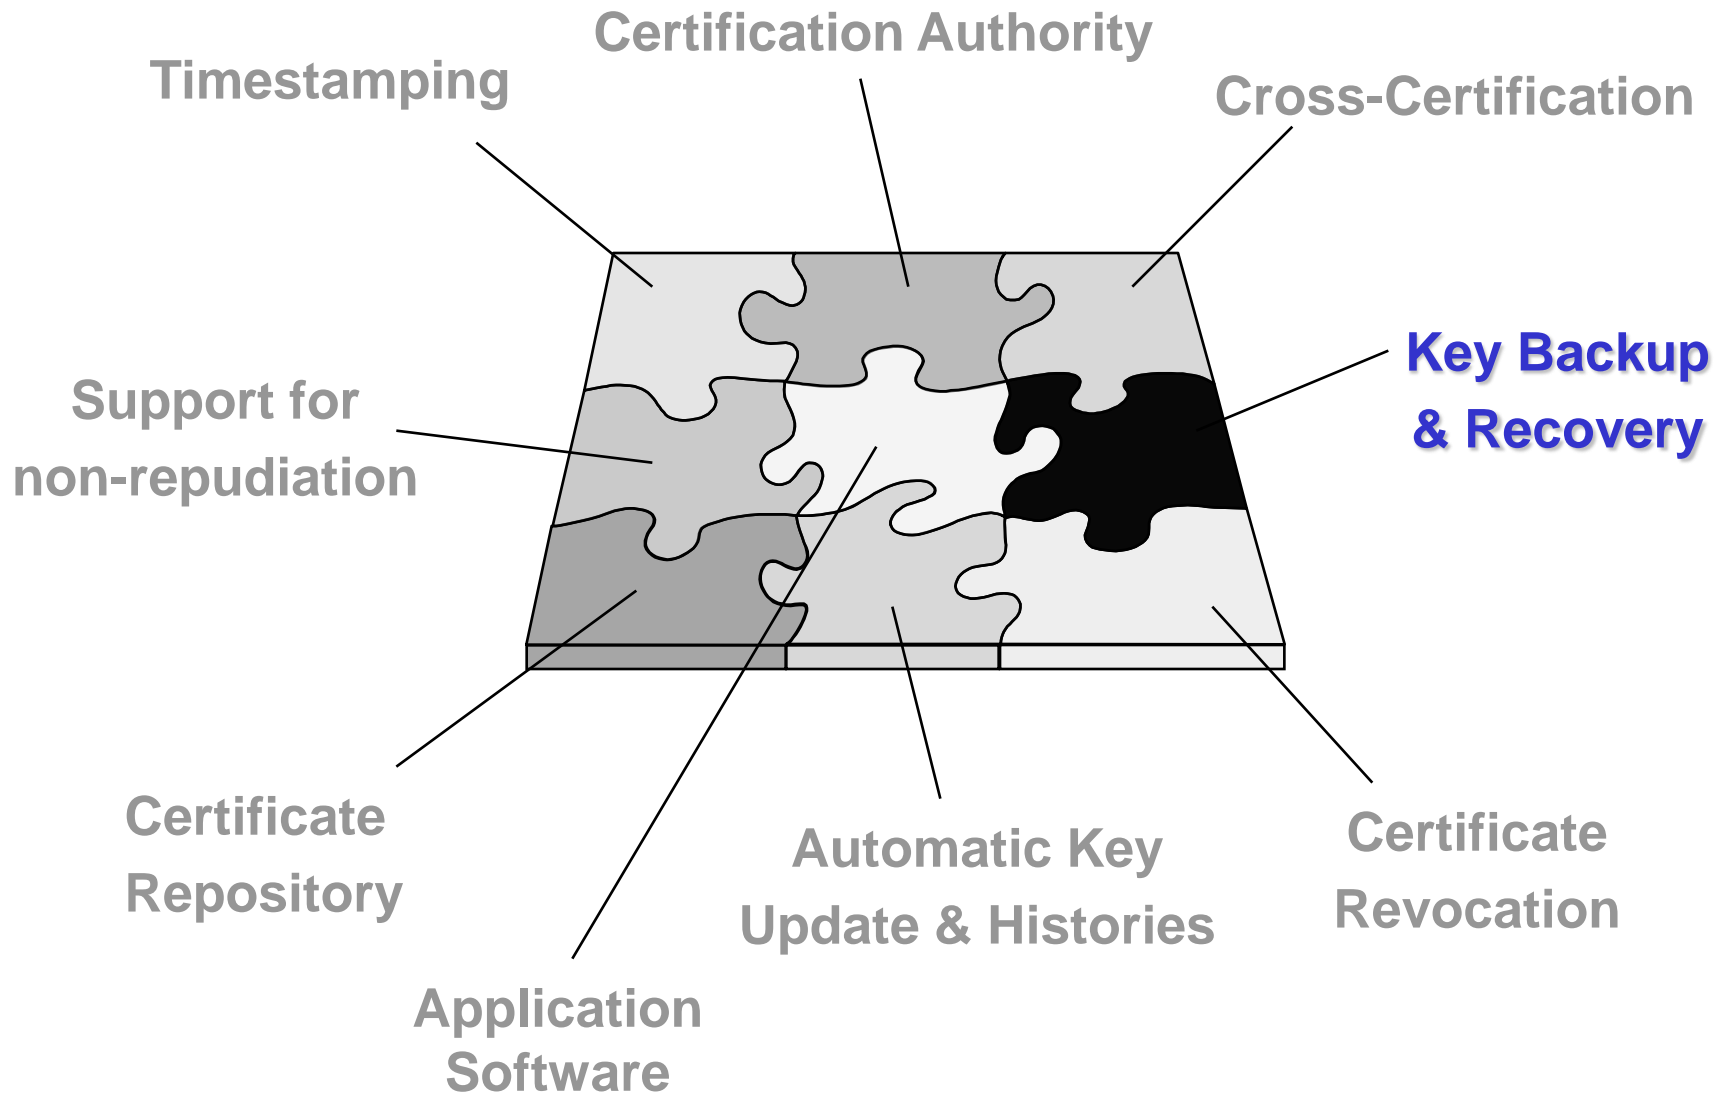 Certification Authority
Timestamping
Cross-Certification
Key Backup
& Recovery
Support for
non-repudiation
Certificate
Repository
Automatic Key
Update & Histories
Certificate
Revocation
Application
Software